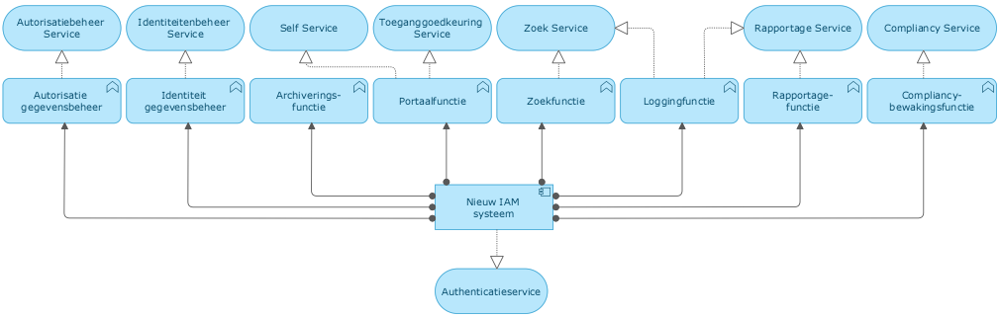 Autorisatiebeheer
Service
Identiteitenbeheer
Service
Self Service
Toeganggoedkeuring
Service
Zoek Service
Rapportage Service
Compliancy Service
Autorisatie
gegevensbeheer
Identiteit
gegevensbeheer
Archiverings-
functie
Portaalfunctie
Zoekfunctie
Loggingfunctie
Rapportage-
functie
Compliancy-
bewakingsfunctie
Nieuw IAM
systeem
Authenticatieservice